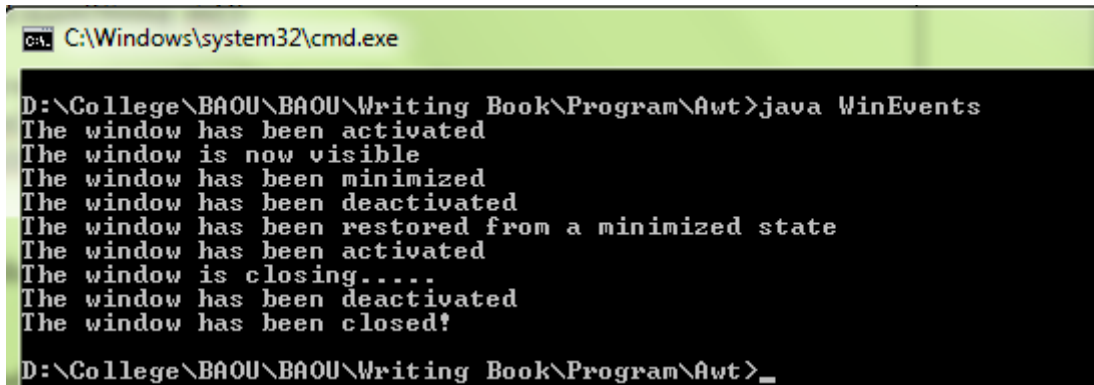 C:\Windows\system32\cmd.exe
D:\College\BAOU\BAOU\Writing Book\Program\Awt>java WinEvents
The window has been activated
The window is now visible
The window has been minimized
The window has been deactivated
The window has been restored from a minimized state
The window has been activated
The window is closing.....
The window has been deactivated
The window has been closed!
D:\College\BAOU\BAOU\Writing Book\Program\Awt>_